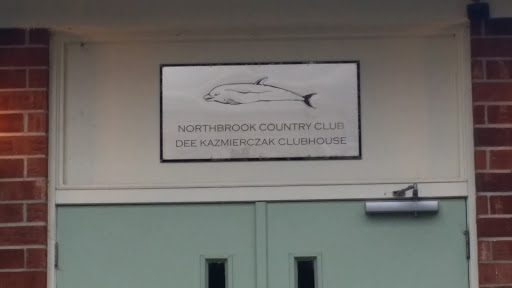 NORTHBROOK COUNTRY CLUB
DEE KAZMIERCZAK CLUBHOUSE